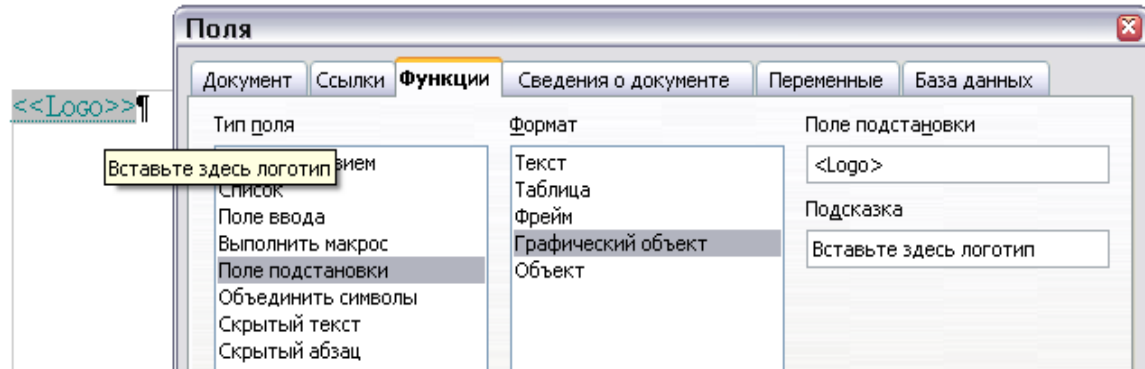 Поля
Документ Ссылки Функции Сведения о документе Переменные База данных
<<Logo>>¶
Тип поля
Формат
Поле подстановки
Вставьте здесь логотип
Список
Поле ввода
Выполнить макрос
Поле подстановки
Объединить символы
Скрытый текст
Скрытый абзац
Текст
Таблица
Фрейм
Графический объект
Объект
<Logo>
Подсказка
Вставьте здесь логотип